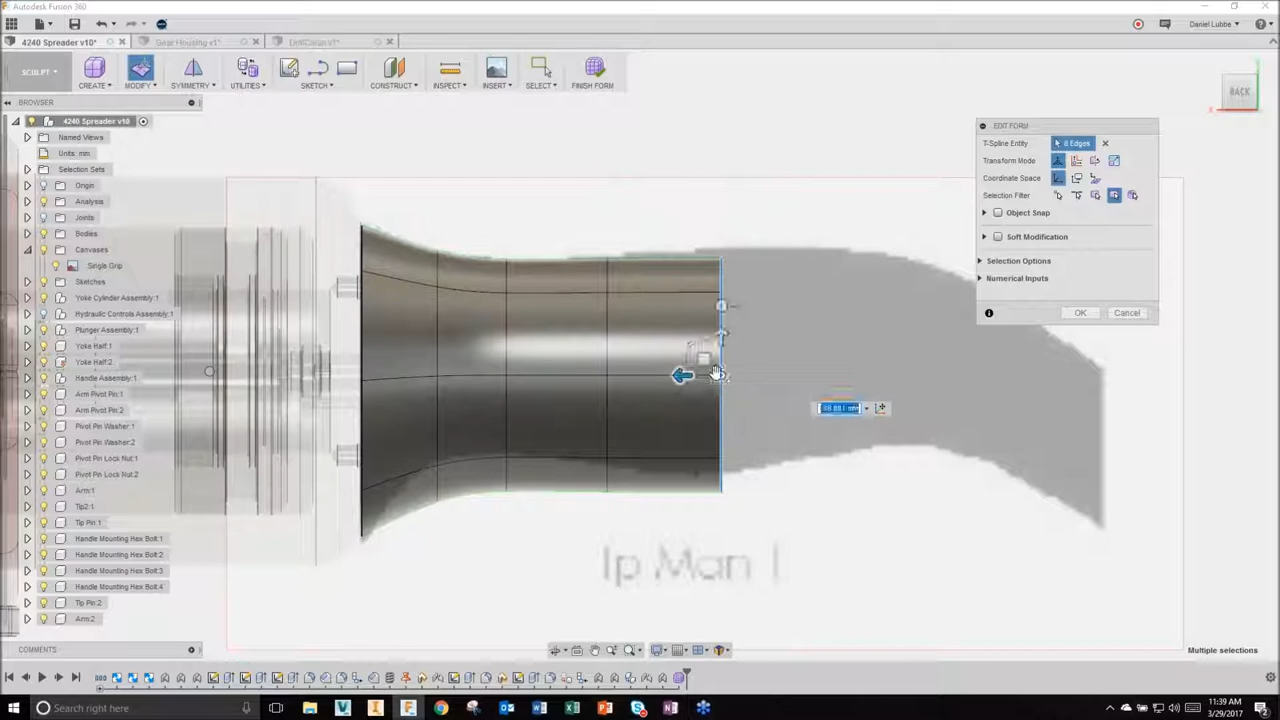 Autodesk Fusion 360
Daniel Lubbe
4240 Spreader v10*
Gear Housing v1*
SCULPT
CREATE
MODIFY
SYMMETRY
UTILITIES
SKETCH
CONSTRUCT
INSPECT
INSERT
SELECT
FINISH FORM
BACK
BROWSER
4240 Spreader v10
Named Views
Units: mm
Selection Sets
Origin
Analysis
Joints
Bodies
Canvases
Single Grip
Sketches
Yoke Cylinder Assembly:1
Hydraulic Controls Assembly:1
Plunger Assembly:1
Yoke Half:1
Yoke Half:2
Handle Assembly:1
Arm Pivot Pin:1
Arm Pivot Pin:2
Pivot Pin Washer:1
Pivot Pin Washer:2
Pivot Pin Lock Nut:1
Pivot Pin Lock Nut:2
Arm:1
Tip2:1
Tip Pin:1
Handle Mounting Hex Bolt:1
Handle Mounting Hex Bolt:2
Handle Mounting Hex Bolt:3
Handle Mounting Hex Bolt:4
Tip Pin:2
Arm:2
EDIT FORM
T-Spline Entity
8 Edges
Transform Mode
Coordinate Space
Selection Filter
Object Snap
Soft Modification
Selection Options
Numerical Inputs
OK
Cancel
Ip Man
COMMENTS
Multiple selections
Search right here
11:39 AM
3/29/2017